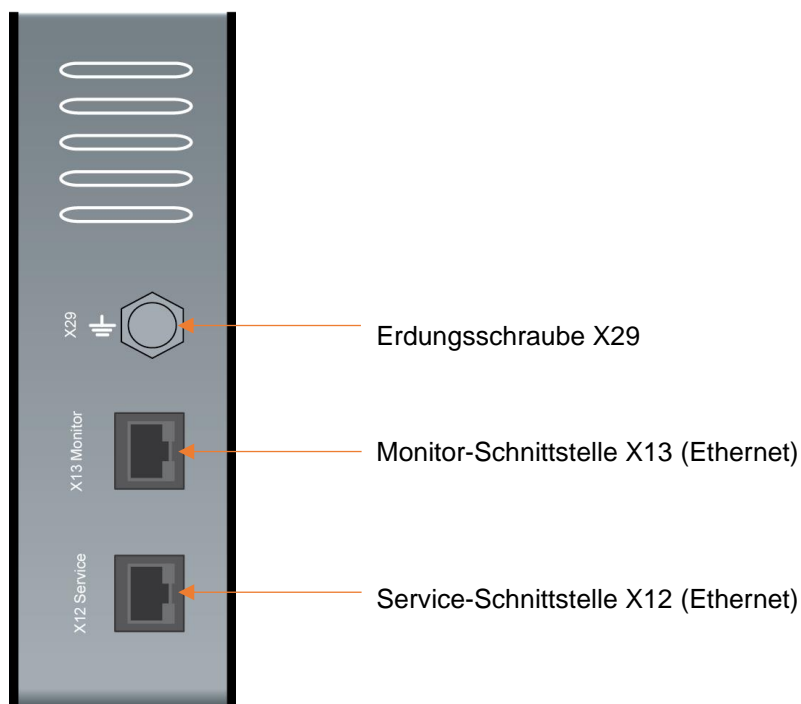 X29
Erdungsschraube X29
X13 Monitor
Monitor-Schnittstelle X13 (Ethernet)
X12 Service
Service-Schnittstelle X12 (Ethernet)